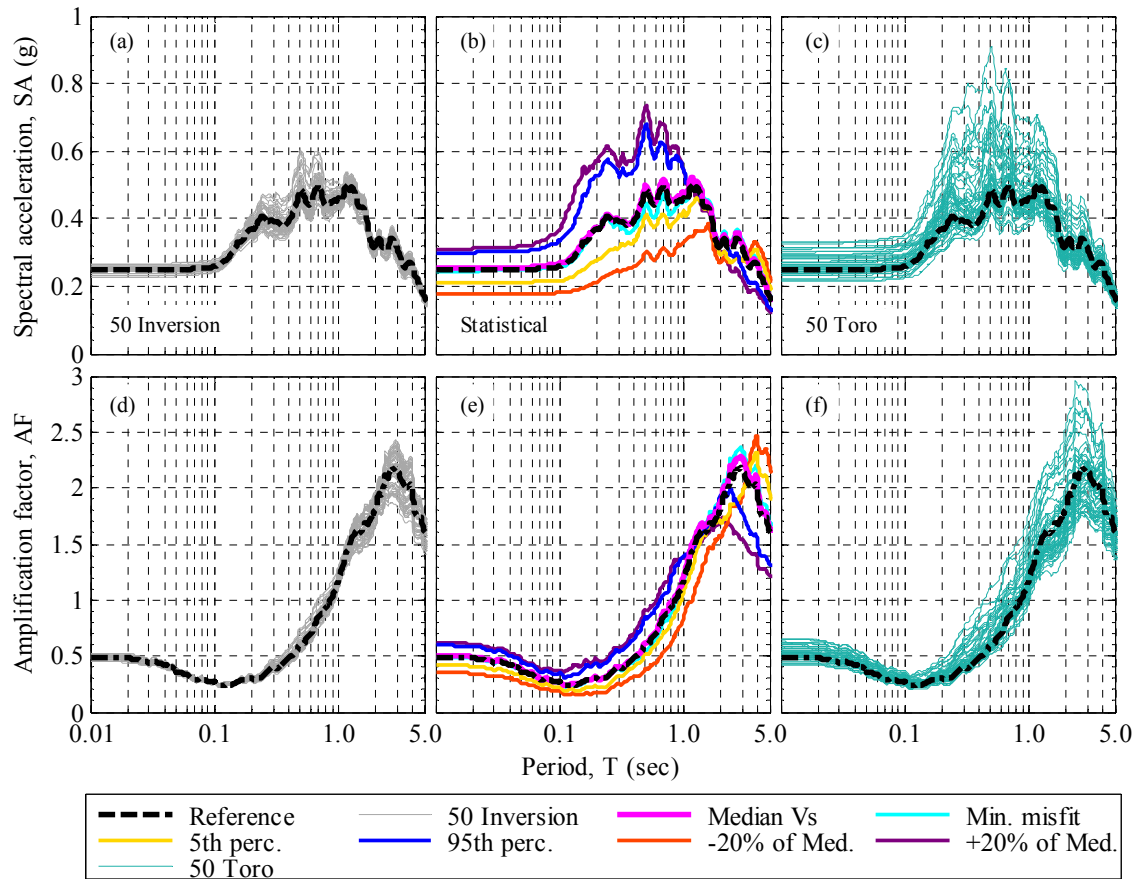 Spectral acceleration, SA (g)
1
0.8
0.6
0.4
0.2
0
(a)
50 Inversion
(b)
Statistical
(c)
50 Toro
Amplification factor, AF
3
2.5
2
1.5
1
0.5
0
(d)
(e)
(f)
0.01
0.1
1.0
5.0
0.1
1.0
5.0
0.1
1.0
5.0
Period, T (sec)
Reference
50 Inversion
Median Vs
Min. misfit
5th perc.
95th perc.
-20% of Med.
+20% of Med.
50 Toro